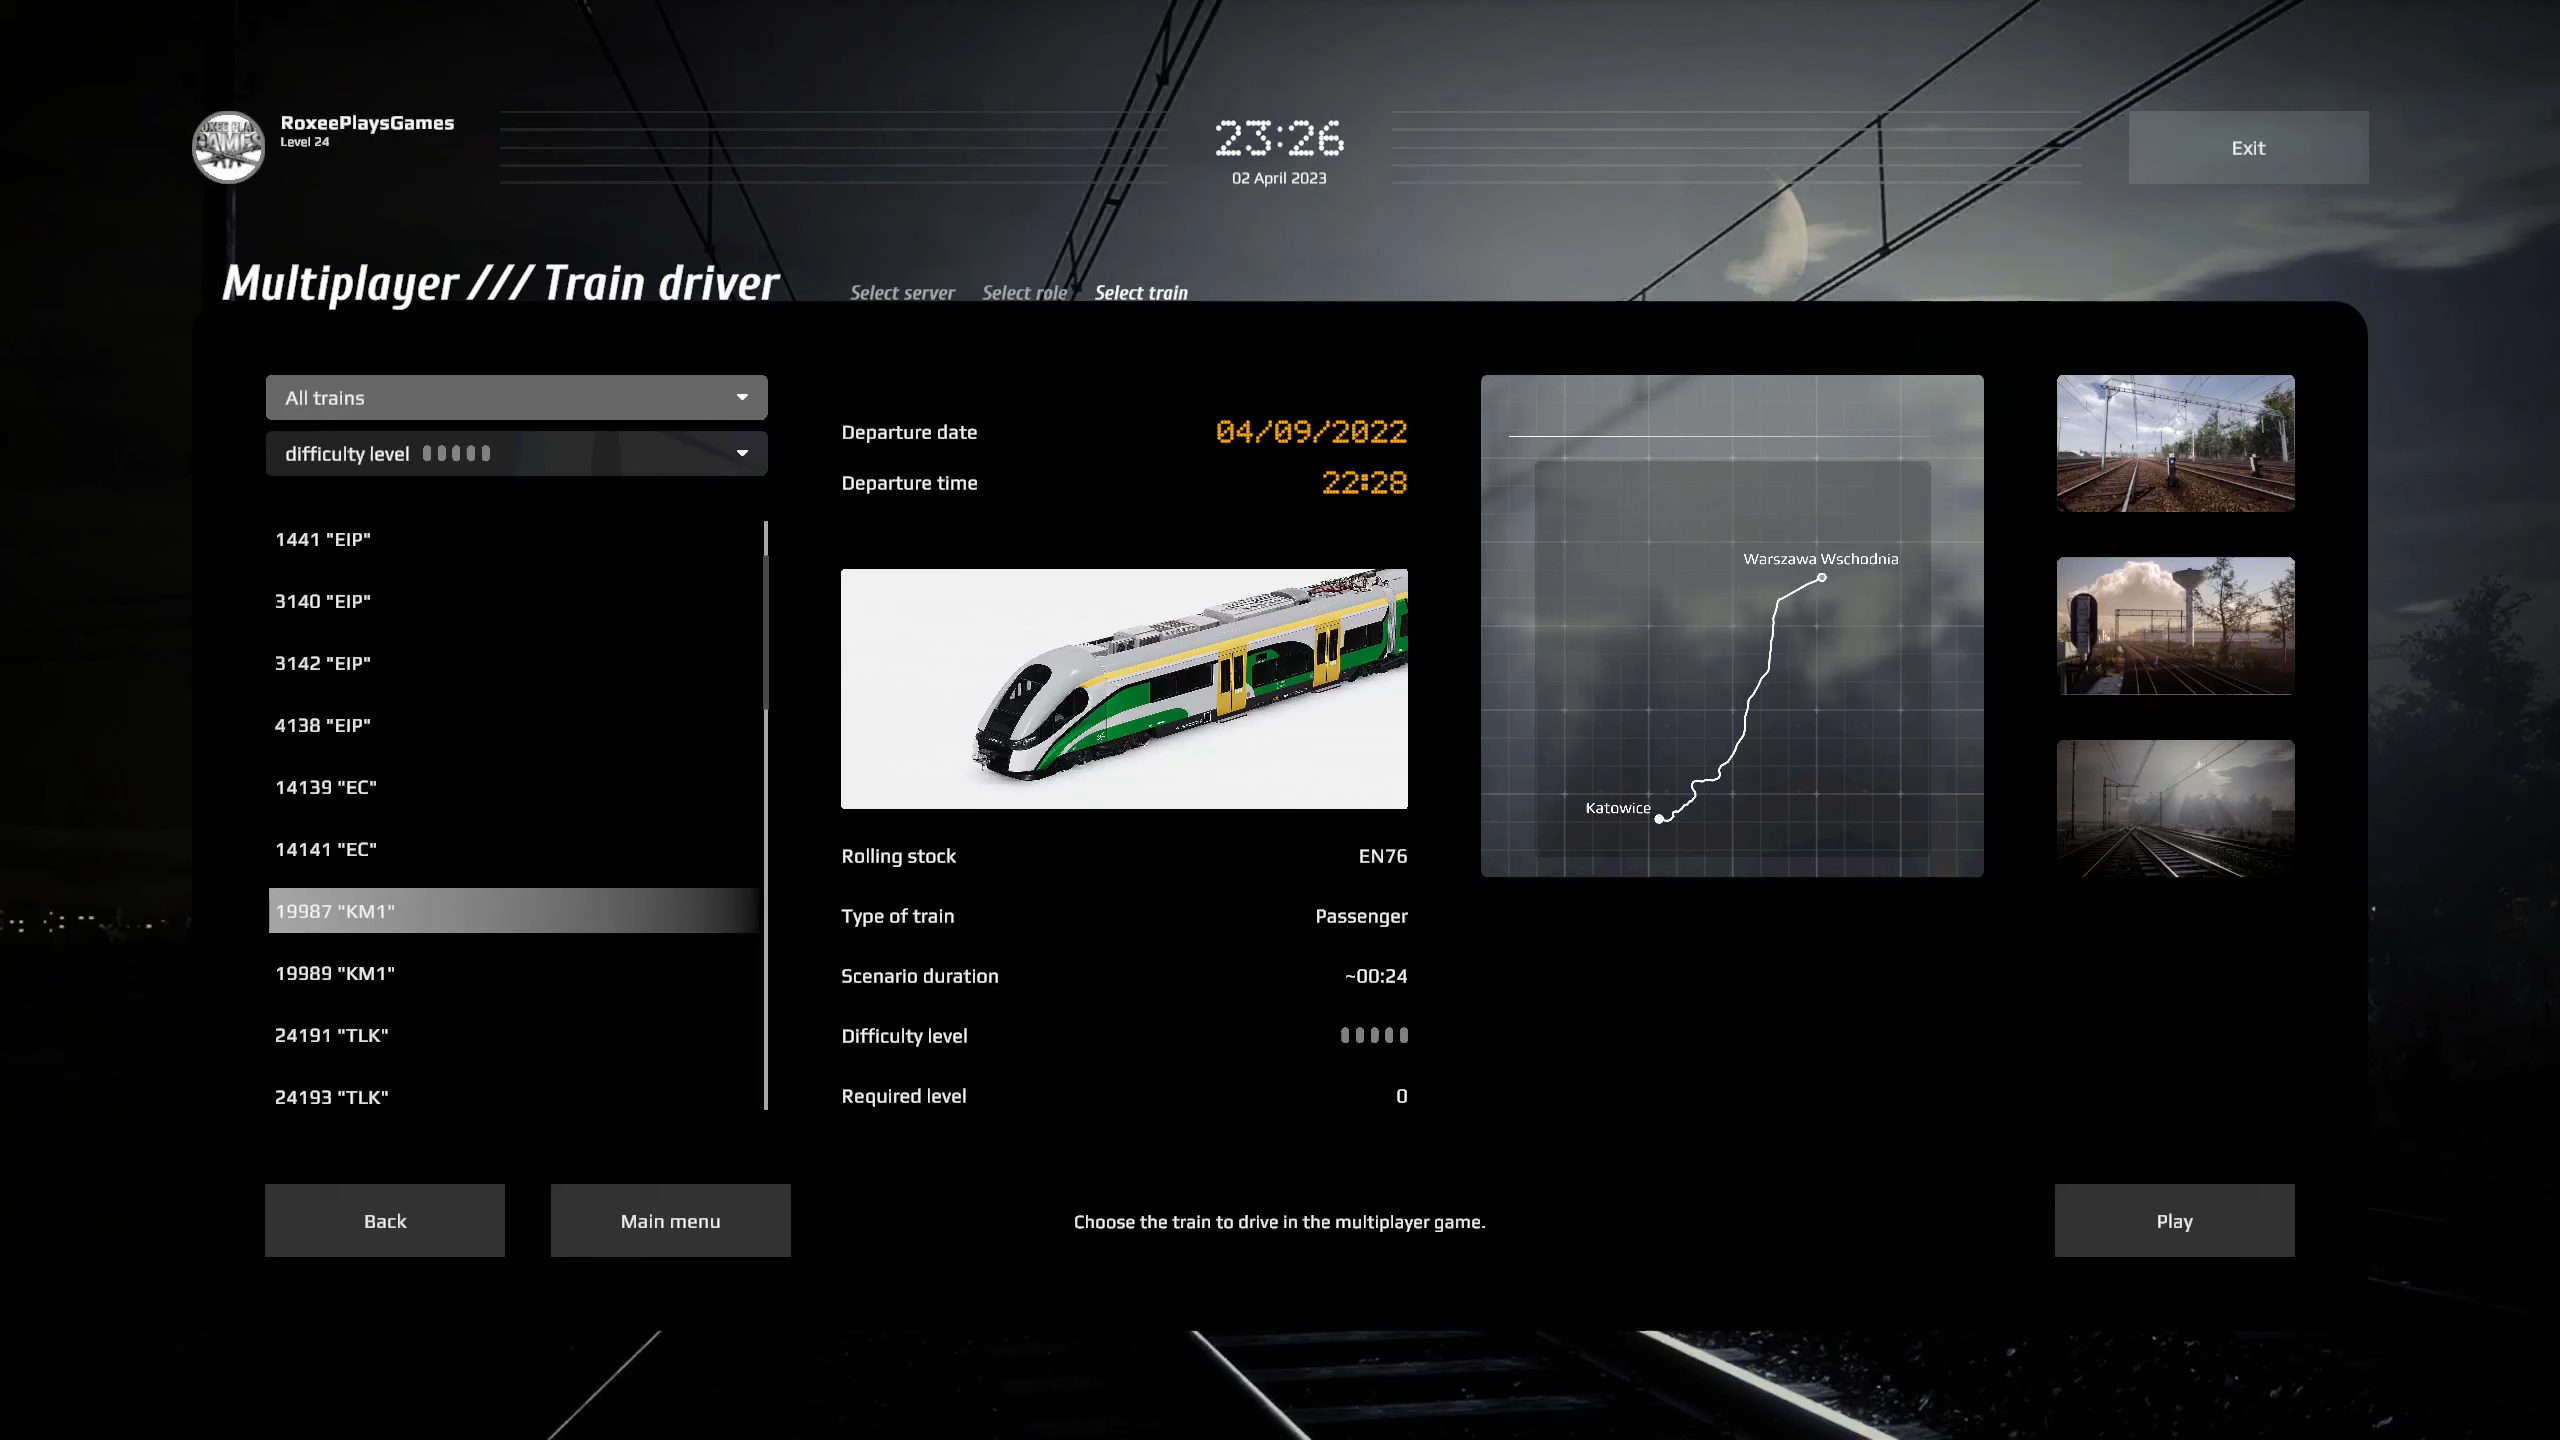 RoxeePlaysGames
Level 24
23:26
02 April 2023
Exit
Multiplayer /// Train driver
Select server
Select role
Select train
All trains
difficulty level
1441 "EIP"
3140 "EIP"
3142 "EIP"
4138 "EIP"
14139 "EC"
14141 "EC"
19987 "KM1"
19989 "KM1"
24191 "TLK"
24193 "TLK"
Departure date 04/09/2022
Departure time 22:28
Rolling stock EN76
Type of train Passenger
Scenario duration ~00:24
Difficulty level
Required level 0
Warszawa Wschodnia
Katowice
Back
Main menu
Choose the train to drive in the multiplayer game.
Play